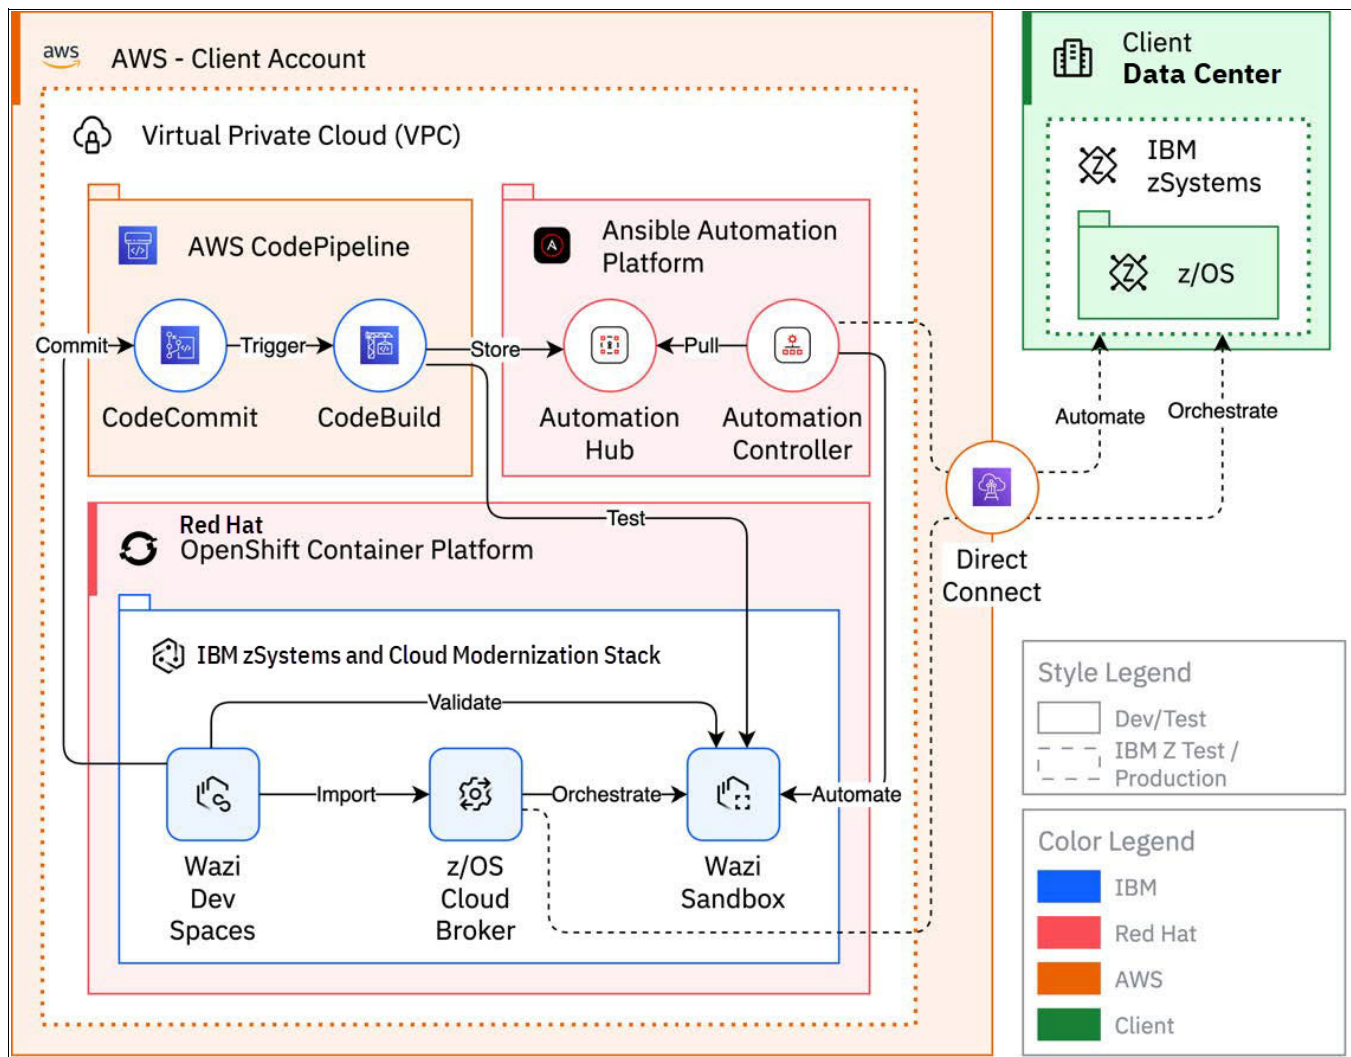 aws
AWS - Client Account
Virtual Private Cloud (VPC)
AWS CodePipeline
Commit
Trigger
CodeCommit
CodeBuild
Store
Ansible Automation
Platform
Pull
Automation
Hub
Automation
Controller
Client
Data Center
IBM
zSystems
z/OS
Automate
Orchestrate
Direct
Connect
Red Hat
OpenShift Container Platform
Test
IBM zSystems and Cloud Modernization Stack
Validate
Import
Orchestrate
Automate
Wazi
Dev
Spaces
z/OS
Cloud
Broker
Wazi
Sandbox
Style Legend
Dev/Test
IBM Z Test /
Production
Color Legend
IBM
Red Hat
AWS
Client